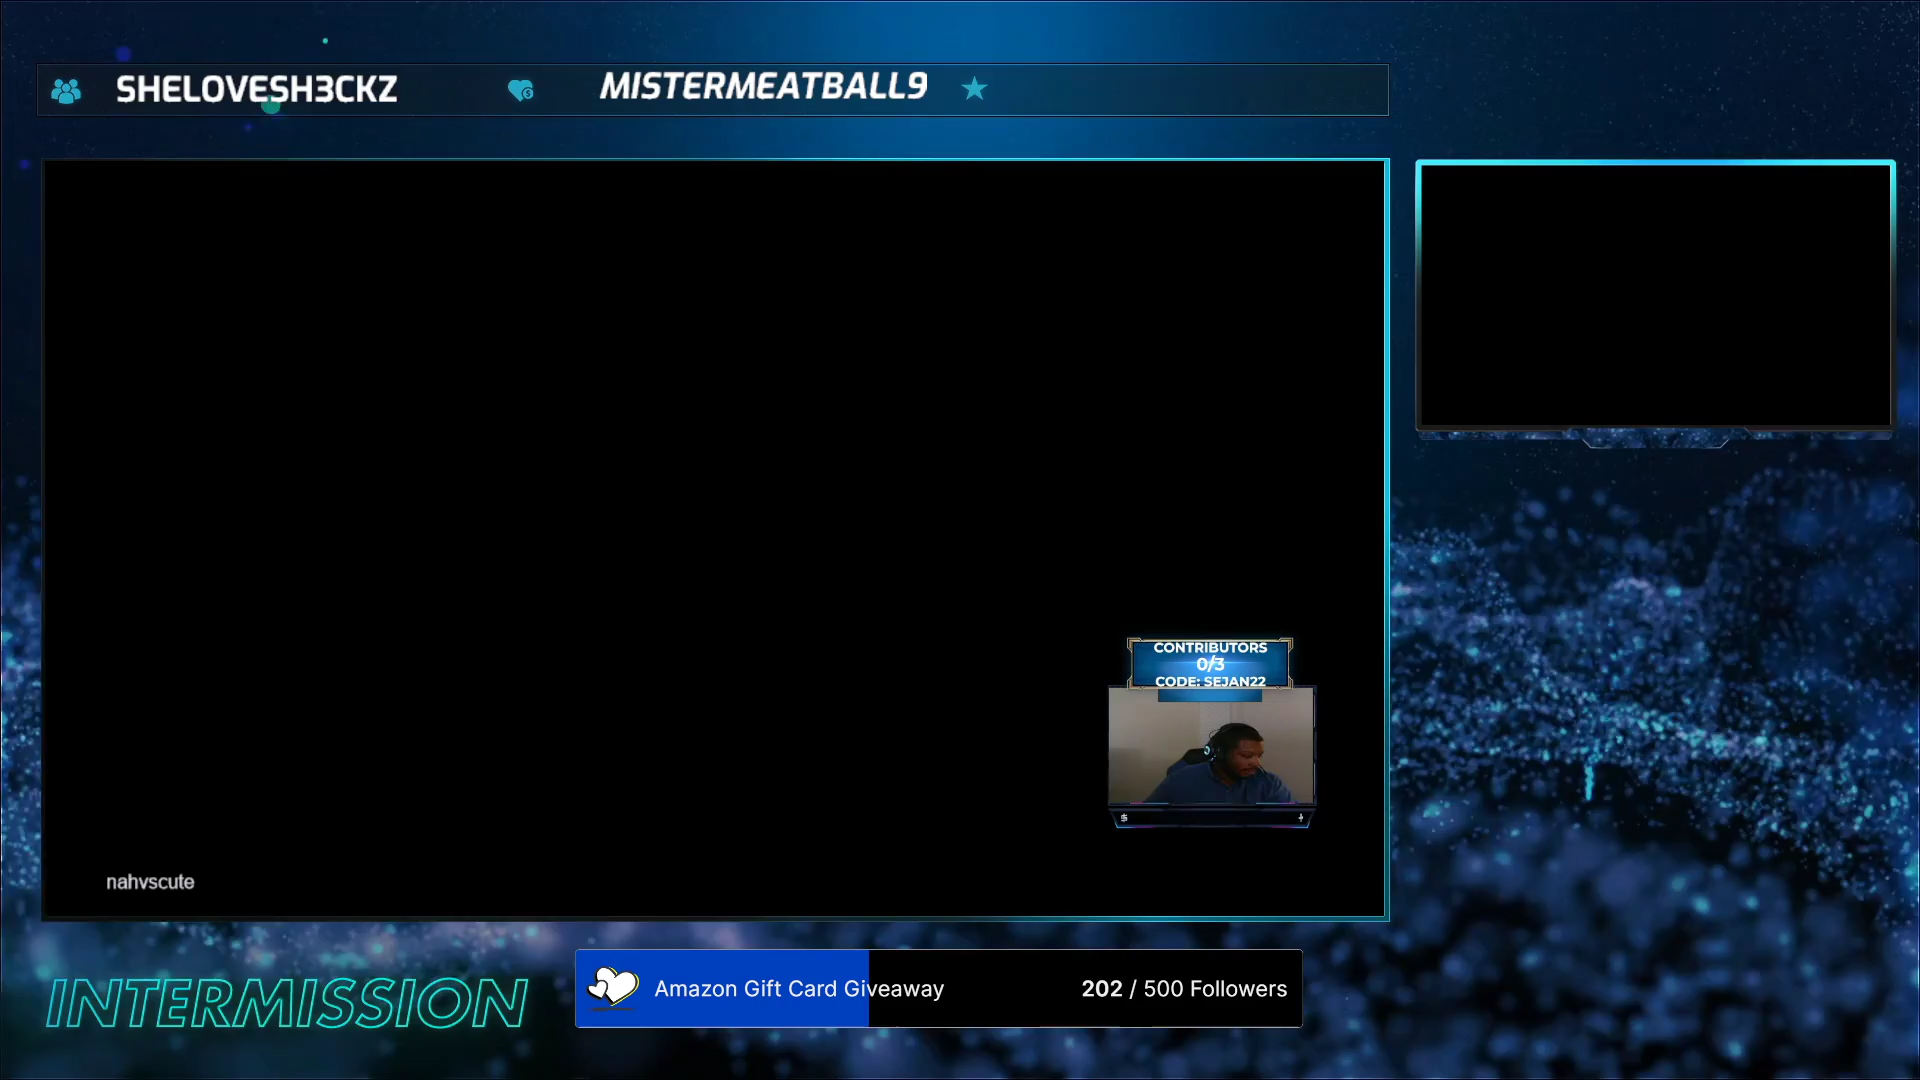 SHELOVESH3CKZ
MISTERMEATBALL9
CONTRIBUTORS
0/3
CODE: SEJAN22
nahvscute
INTERMISSION
Amazon Gift Card Giveaway
202 / 500 Followers